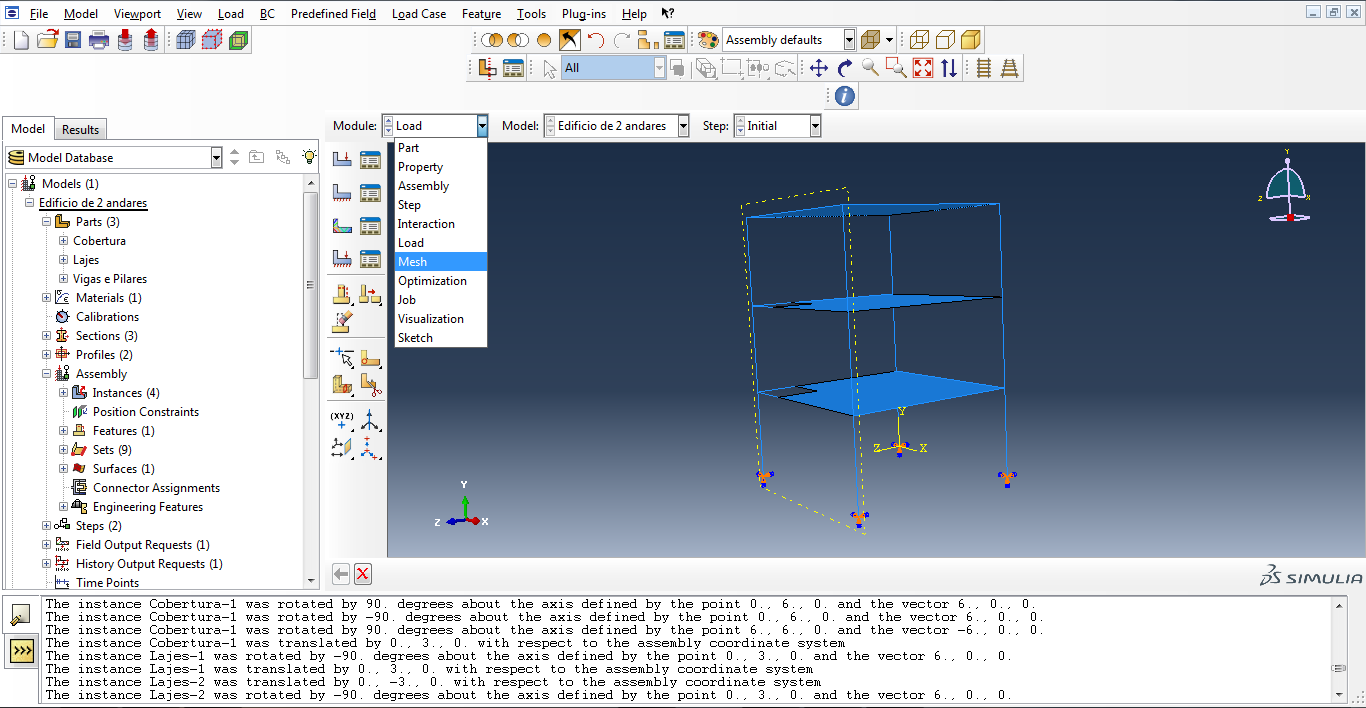 File Model Viewport View Load BC Predefined Field Load Case Feature Tools Plug-ins Help
Assembly defaults
All
Model Results
Module: Load Model: Edificio de 2 andares Step: Initial
Model Database
Models (1)
Edificio de 2 andares
Parts (3)
Cobertura
Lajes
Vigas e Pilares
Materials (1)
Calibrations
Sections (3)
Profiles (2)
Assembly
Instances (4)
Position Constraints
Features (1)
Sets (9)
Surfaces (1)
Connector Assignments
Engineering Features
Steps (2)
Field Output Requests (1)
History Output Requests (1)
Time Points
Part
Property
Assembly
Step
Interaction
Load
Mesh
Optimization
Job
Visualization
Sketch
(XYZ)
Y
Z X
Y
Z X
Y
Z X
SIMULIA
The instance Cobertura-1 was rotated by 90. degrees about the axis defined by the point 0., 6., 0. and the vector 6., 0., 0.
The instance Cobertura-1 was rotated by -90. degrees about the axis defined by the point 0., 6., 0. and the vector 6., 0., 0.
The instance Cobertura-1 was rotated by 90. degrees about the axis defined by the point 6., 6., 0. and the vector -6., 0., 0.
The instance Cobertura-1 was translated by 0., 3., 0. with respect to the assembly coordinate system
The instance Lajes-1 was rotated by -90. degrees about the axis defined by the point 0., 3., 0. and the vector 6., 0., 0.
The instance Lajes-1 was translated by 0., 3., 0. with respect to the assembly coordinate system
The instance Lajes-2 was translated by 0., -3., 0. with respect to the assembly coordinate system
The instance Lajes-2 was rotated by -90. degrees about the axis defined by the point 0., 3., 0. and the vector 6., 0., 0.